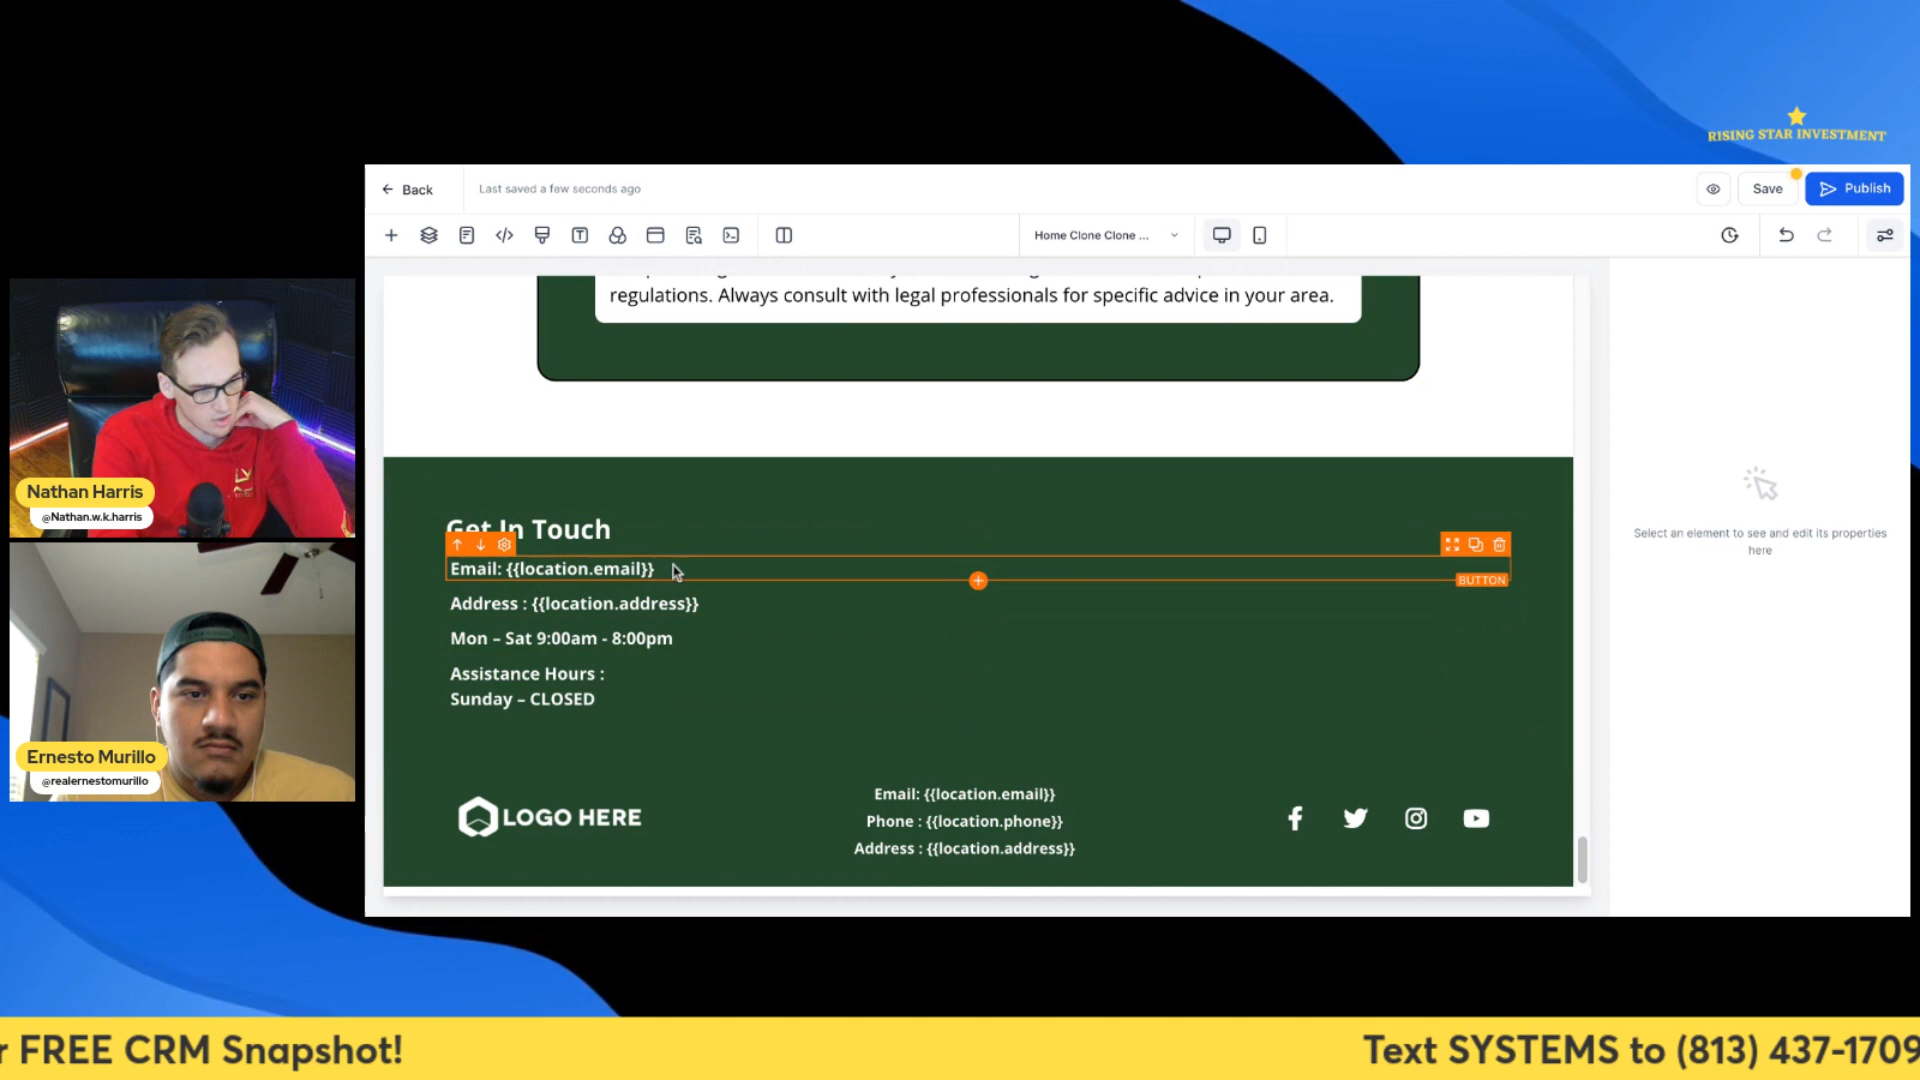 RISING STAR INVESTMENT
Back
Last saved a few seconds ago
Save
Publish
Home Clone Clone ...
regulations. Always consult with legal professionals for specific advice in your area.
Select an element to see and edit its properties
here
Get In Touch
Email: {{location.email}}
BUTTON
Address : {{location.address}}
Mon – Sat 9:00am - 8:00pm
Assistance Hours :
Sunday – CLOSED
LOGO HERE
Email: {{location.email}}
Phone : {{location.phone}}
Address : {{location.address}}
Nathan Harris
@Nathan.w.k.harris
Ernesto Murillo
@realernestomurillo
r FREE CRM Snapshot!
Text SYSTEMS to (813) 437-1709